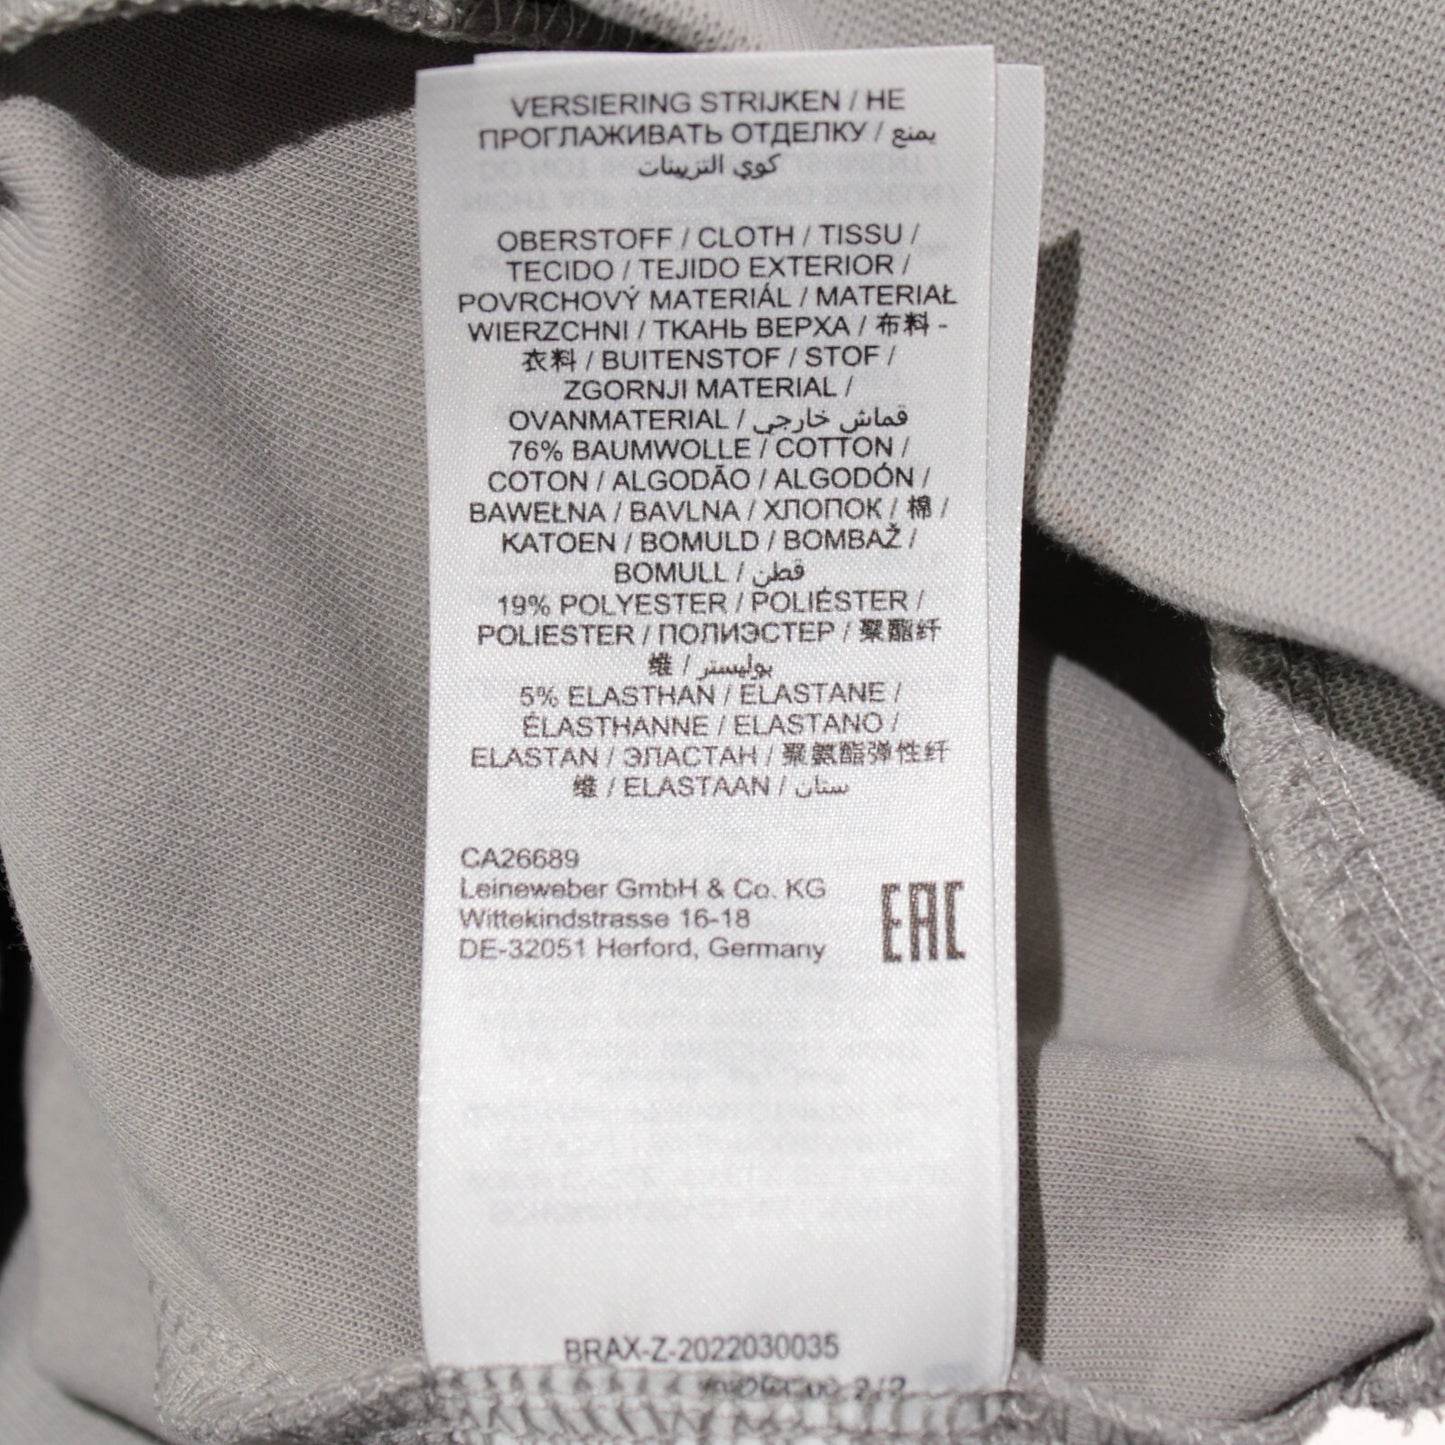 VERSIERING STRIJKEN / НЕ
ПРОГЛАЖИВАТЬ ОТДЕЛКУ / يمنع
كوي التزيينات
OBERSTOFF / CLOTH / TISSU /
TECIDO / TEJIDO EXTERIOR /
POVRCHOVÝ MATERIÁL / MATERIAŁ
WIERZCHNI / ТКАНЬ ВЕРХА / 布料 -
衣料 / BUITENSTOF / STOF /
ZGORNJI MATERIAL /
OVANMATERIAL / قماش خارجي
76% BAUMWOLLE / COTTON /
COTON / ALGODÃO / ALGODÓN /
BAWEŁNA / BAVLNA / ХЛОПОК / 棉 /
KATOEN / BOMULD / BOMBAŽ /
BOMULL / قطن
19% POLYESTER / POLIÉSTER /
POLIESTER / ПОЛИЭСТЕР / 聚酯纤
维 / بوليستر
5% ELASTHAN / ELASTANE /
ÉLASTHANNE / ELASTANO /
ELASTAN / ЭЛАСТАН / 聚氨酯弹性纤
维 / ELASTAAN / ستان
CA26689
Leineweber GmbH & Co. KG
Wittekindstrasse 16-18
DE-32051 Herford, Germany
EAC
BRAX-Z-2022030035